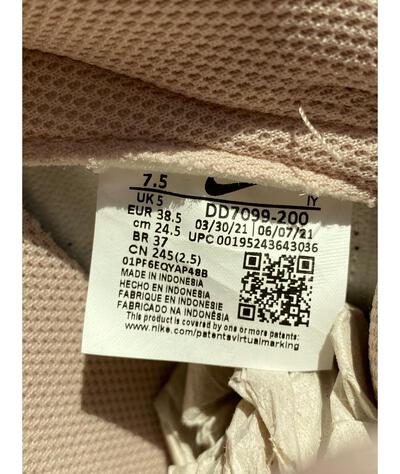 7.5 IY
UK 5
EUR 38.5 DD7099-200
cm 24.5 03/30/21 | 06/07/21
BR 37 UPC 00195243643036
CN 245(2.5)
01PF6EQYAP48B
MADE IN INDONESIA
HECHO EN INDONESIA
FABRIQUE EN INDONESIE
FABRICADO NA INDONÉSIA
This product is covered by one or more patents:
www.nike.com/patentsvirtualmarking